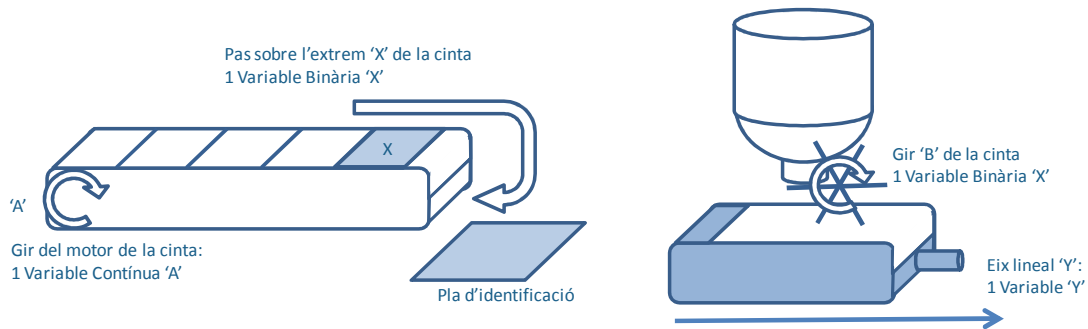 Pas sobre l'extrem 'X' de la cinta
1 Variable Binària 'X'
X
'A'
Gir del motor de la cinta:
1 Variable Contínua 'A'
Pla d'identificació
Gir 'B' de la cinta
1 Variable Binària 'X'
Eix lineal 'Y':
1 Variable 'Y'